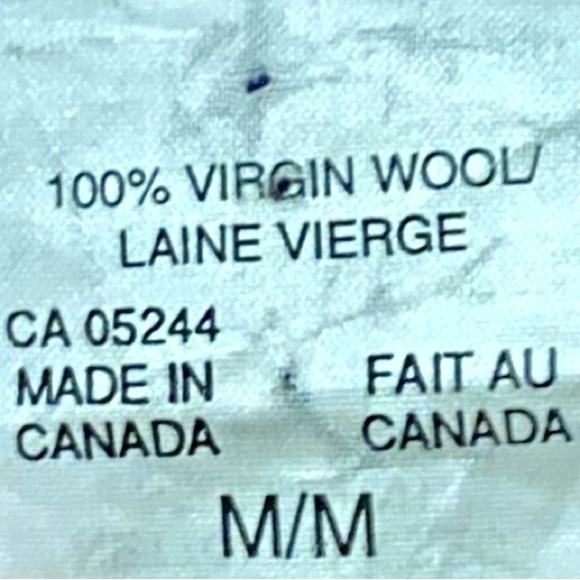 100% VIRGIN WOOL/
LAINE VIERGE
CA 05244
MADE IN
CANADA
FAIT AU
CANADA
M/M